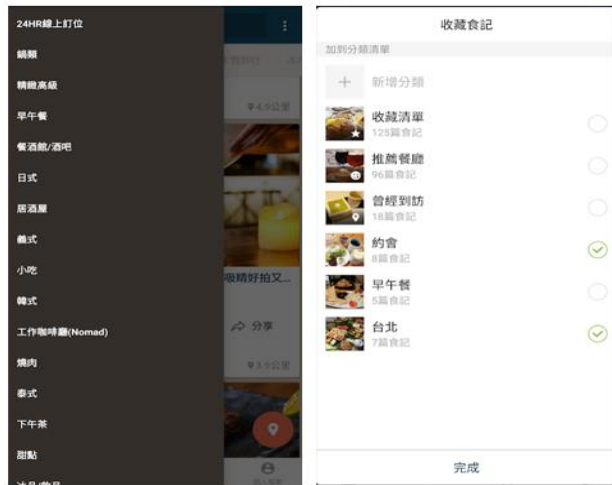 24HR線上訂位
鍋類
精緻高級
早午餐
餐酒館/酒吧
日式
居酒屋
義式
小吃
韓式
工作咖啡廳(Nomad)
燒肉
泰式
下午茶
甜點
冰品/飲品
4.9公里
吸睛好拍又...
分享
3.9公里
收藏食記
加到分類清單
新增分類
收藏清單
125篇食記
推薦餐廳
96篇食記
曾經到訪
18篇食記
約會
8篇食記
早午餐
5篇食記
台北
7篇食記
完成